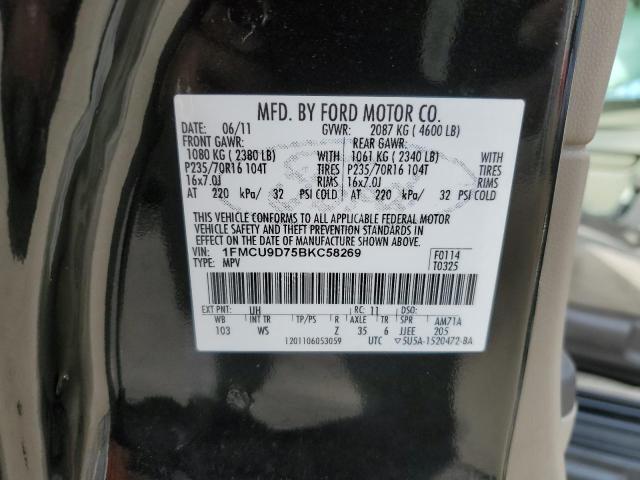 MFD. BY FORD MOTOR CO.
DATE: 06/11 GVWR: 2087 KG ( 4600 LB)
FRONT GAWR: REAR GAWR:
1080 KG ( 2380 LB) WITH 1061 KG ( 2340 LB) WITH
P235/70R16 104T TIRES P235/70R16 104T TIRES
16x7.0J RIMS 16x7.0J RIMS
AT 220 kPa/ 32 PSI COLD AT 220 kPa/ 32 PSI COLD
THIS VEHICLE CONFORMS TO ALL APPLICABLE FEDERAL MOTOR
VEHICLE SAFETY AND THEFT PREVENTION STANDARDS IN
EFFECT ON THE DATE OF MANUFACTURE SHOWN ABOVE.
VIN: 1FMCU9D75BKC58269 F0114
TYPE: MPV T0325
EXT PNT: UH RC: 11 DSO:
WB INT TR TP/PS R AXLE TR SPR AM71A
103 WS Z 35 6 JJEE 205
1201106053059 UTC 5U5A-1520472-BA